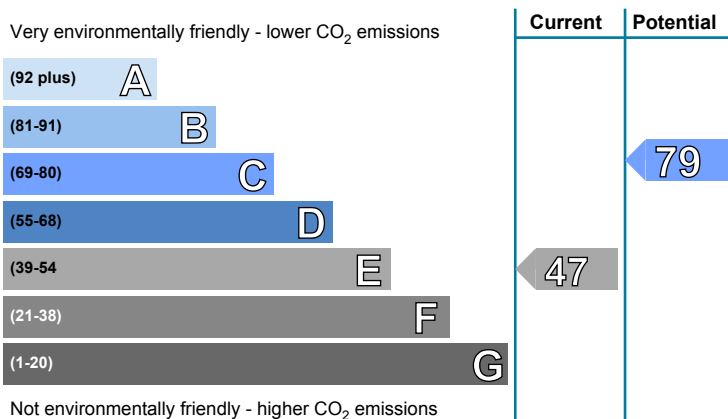 Very environmentally friendly - lower CO2 emissions
Current
Potential
(92 plus) A
(81-91) B
(69-80) C
79
(55-68) D
(39-54 E
47
(21-38) F
(1-20) G
Not environmentally friendly - higher CO2 emissions